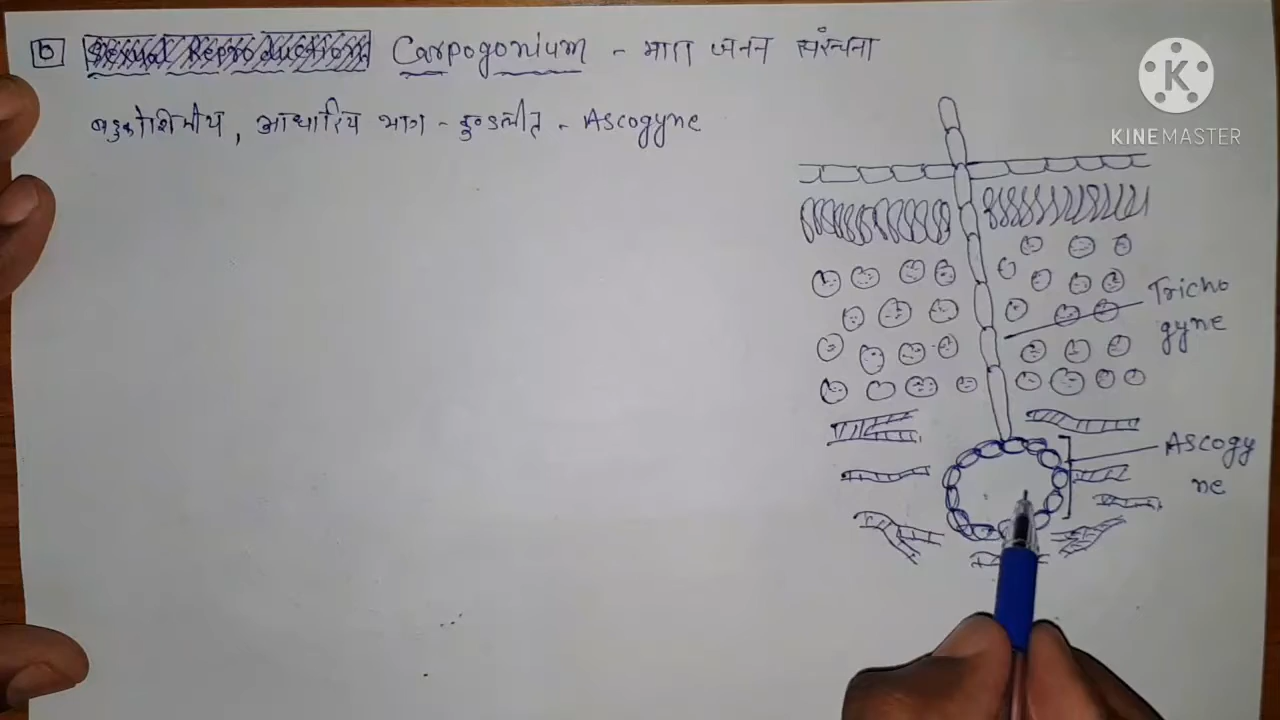 b Sexual Reproduction Carpogonium - मादा जनन संरचना
बहुकोशिकीय, आधारिय भाग - कुण्डलीत - Ascogyne
K
KINEMASTER
Tricho
gyne
Ascogy
ne